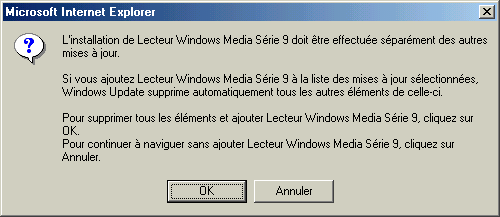 Microsoft Internet Explorer
L'installation de Lecteur Windows Media Série 9 doit être effectuée séparément des autres
mises à jour.
Si vous ajoutez Lecteur Windows Media Série 9 à la liste des mises à jour sélectionnées,
Windows Update supprime automatiquement tous les autres éléments de celle-ci.
Pour supprimer tous les éléments et ajouter Lecteur Windows Media Série 9, cliquez sur
OK.
Pour continuer à naviguer sans ajouter Lecteur Windows Media Série 9, cliquez sur
Annuler.
OK
Annuler